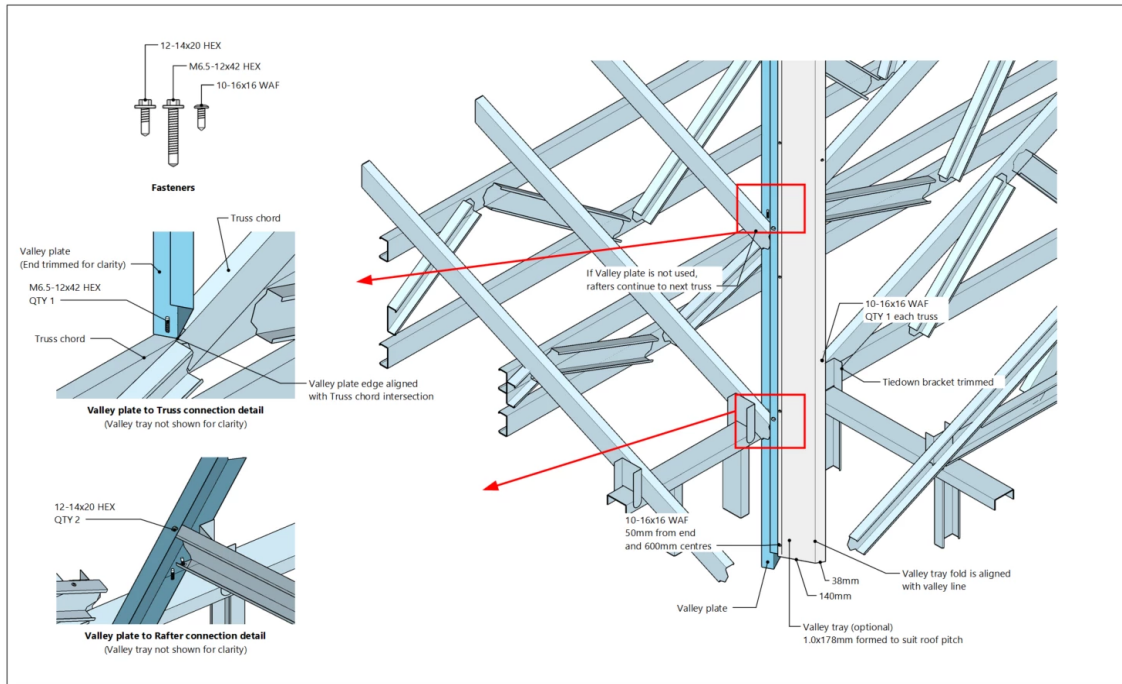 12-14x20 HEX
M6.5-12x42 HEX
10-16x16 WAF
Fasteners
Truss chord
Valley plate
(End trimmed for clarity)
M6.5-12x42 HEX
QTY 1
Truss chord
Valley plate edge aligned
with Truss chord intersection
Valley plate to Truss connection detail
(Valley tray not shown for clarity)
12-14x20 HEX
QTY 2
Valley plate to Rafter connection detail
(Valley tray not shown for clarity)
If Valley plate is not used,
rafters continue to next truss
10-16x16 WAF
QTY 1 each truss
Tiedown bracket trimmed
10-16x16 WAF
50mm from end
and 600mm centres
Valley tray fold is aligned
with valley line
38mm
140mm
Valley plate
Valley tray (optional)
1.0x178mm formed to suit roof pitch